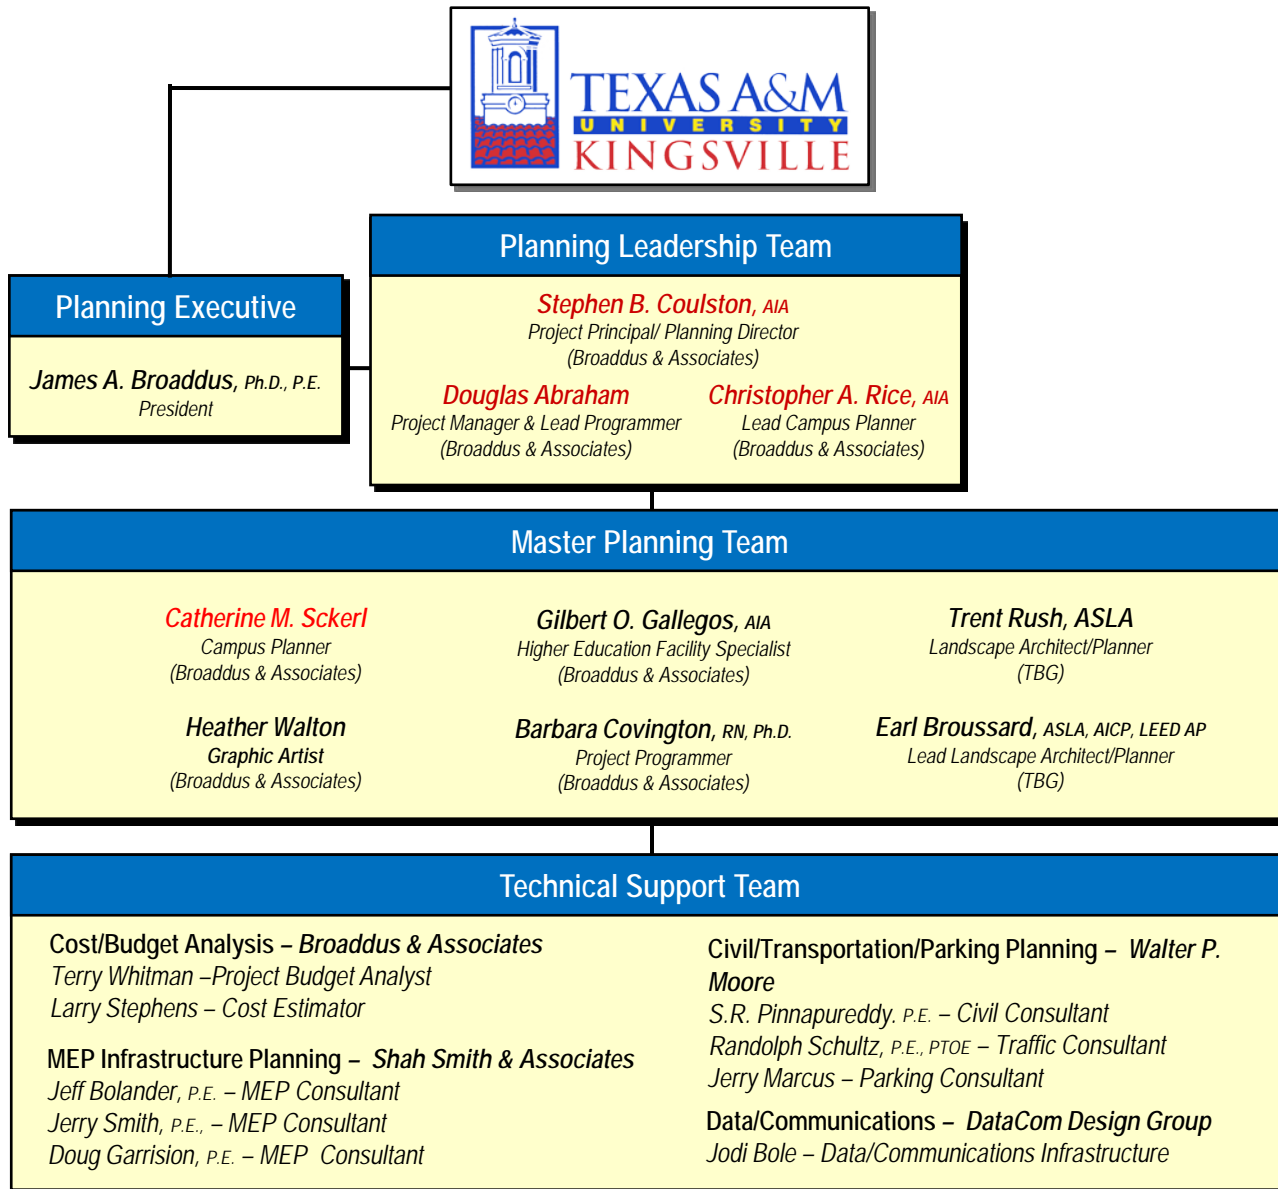 TEXAS A&M
UNIVERSITY
KINGSVILLE
Planning Leadership Team
Stephen B. Coulston, AIA
Project Principal/ Planning Director
(Broaddus & Associates)
Douglas Abraham
Project Manager & Lead Programmer
(Broaddus & Associates)
Christopher A. Rice, AIA
Lead Campus Planner
(Broaddus & Associates)
Planning Executive
James A. Broaddus, Ph.D., P.E.
President
Master Planning Team
Catherine M. Sckerl
Campus Planner
(Broaddus & Associates)
Gilbert O. Gallegos, AIA
Higher Education Facility Specialist
(Broaddus & Associates)
Trent Rush, ASLA
Landscape Architect/Planner
(TBG)
Heather Walton
Graphic Artist
(Broaddus & Associates)
Barbara Covington, RN, Ph.D.
Project Programmer
(Broaddus & Associates)
Earl Broussard, ASLA, AICP, LEED AP
Lead Landscape Architect/Planner
(TBG)
Technical Support Team
Cost/Budget Analysis – Broaddus & Associates
Terry Whitman –Project Budget Analyst
Larry Stephens – Cost Estimator
MEP Infrastructure Planning – Shah Smith & Associates
Jeff Bolander, P.E. – MEP Consultant
Jerry Smith, P.E., – MEP Consultant
Doug Garrision, P.E. – MEP Consultant
Civil/Transportation/Parking Planning – Walter P.
Moore
S.R. Pinnapureddy. P.E. – Civil Consultant
Randolph Schultz, P.E., PTOE – Traffic Consultant
Jerry Marcus – Parking Consultant
Data/Communications – DataCom Design Group
Jodi Bole – Data/Communications Infrastructure